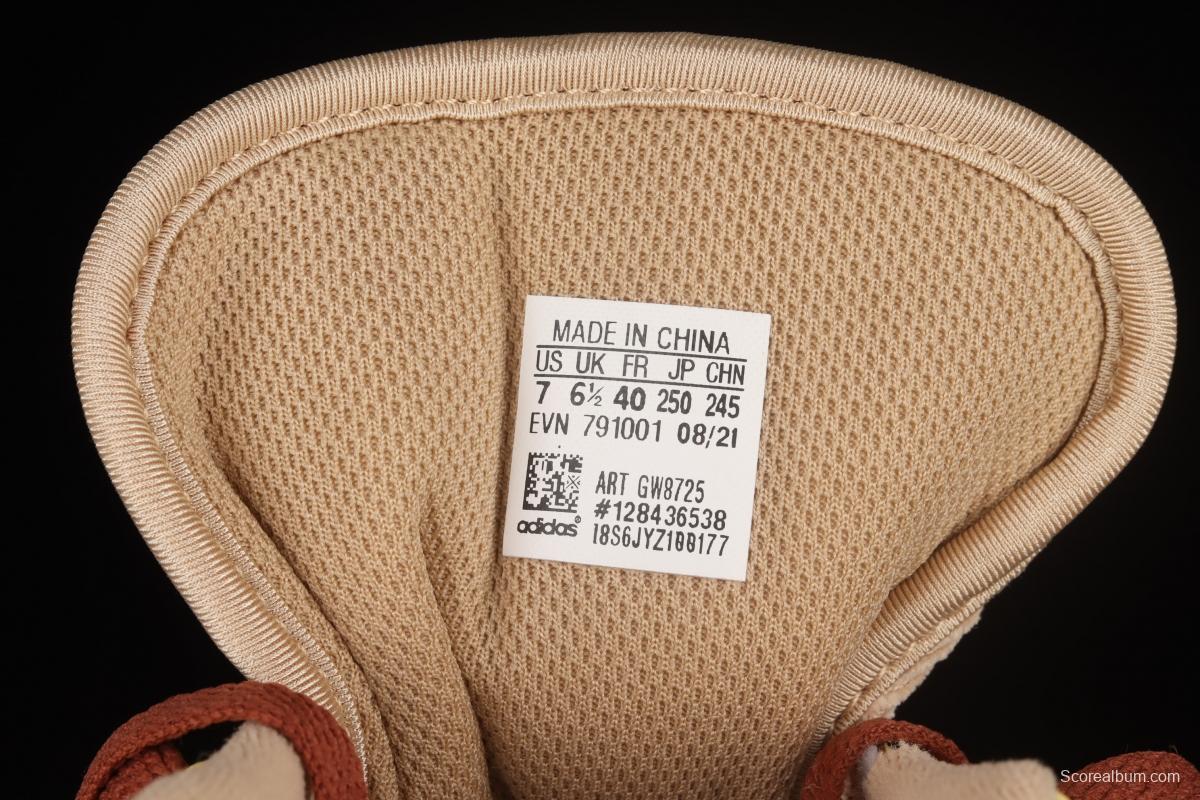 MADE IN CHINA
US UK FR JP CHN
7 6½ 40 250 245
EVN 791001 08/21
ART GW8725
#128436538
adidas®
I8S6JYZ100177
Scorealbum.com